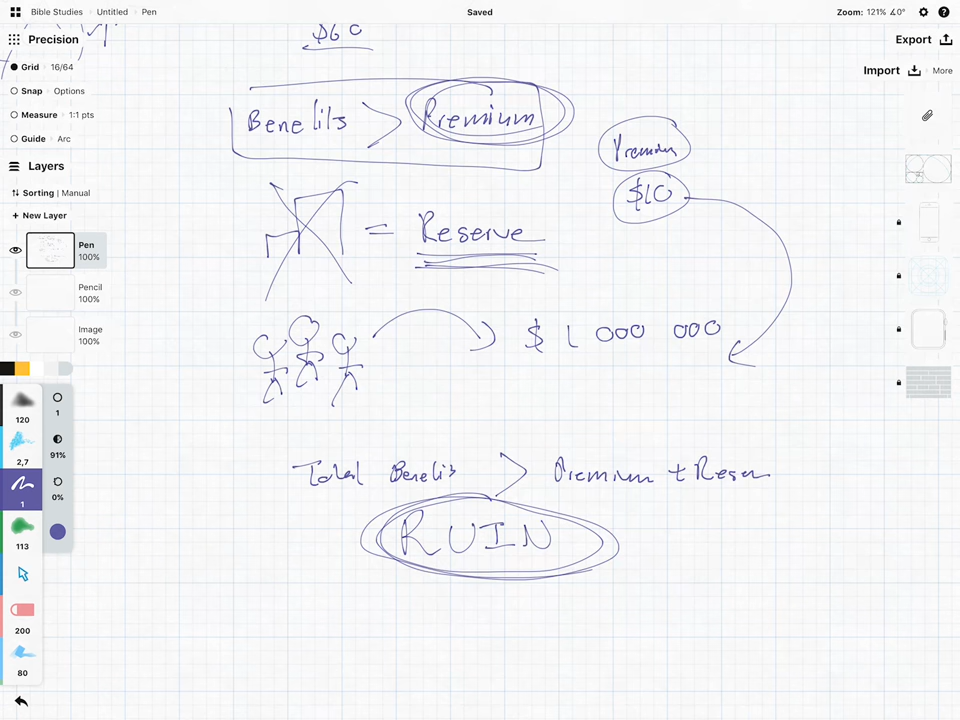 Bible Studies Untitled Pen
Saved
Zoom: 121% ∡0°
Precision
Export
Grid 16/64
Import More
Snap Options
Measure 1:1 pts
Guide Arc
Layers
Sorting | Manual
+ New Layer
Pen
100%
Pencil
100%
Image
100%
120
1
2,7
91%
1
0%
113
200
80
$60
Benefits > Premium
Premium
$10
= Reserve
$ 1 000 000
Total Benefits > Premium + Reser
RUIN